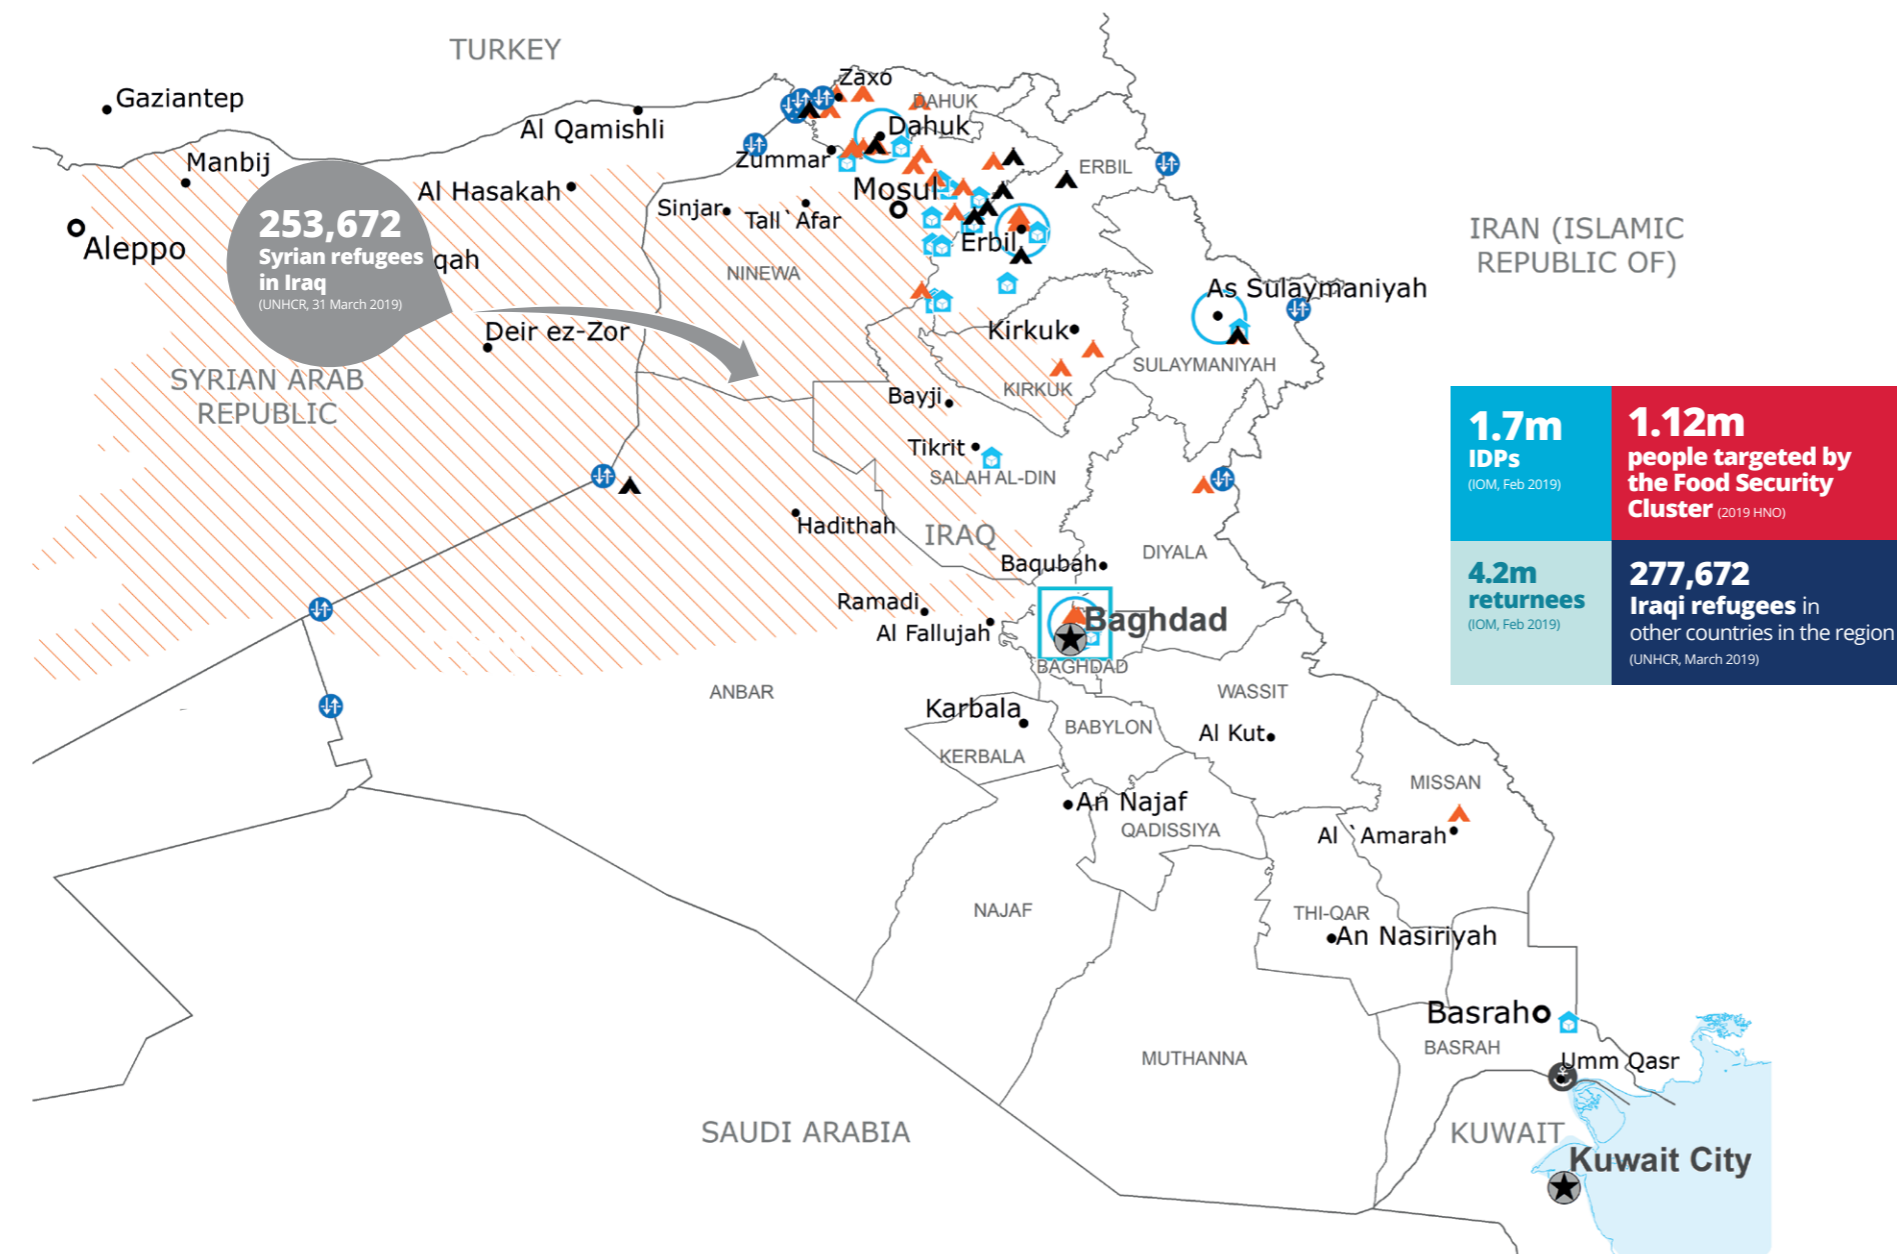 TURKEY
Zaxo
Gaziantep
DAHUK
Al Qamishli
Dahuk
Manbij
Zummar
ERBIL
Al Hasakah
Mosul
Sinjar
Tall`Afar
253,672
Syrian refugees
in Iraq
(UNHCR, 31 March 2019)
Aleppo
qah
Erbil
NINEWA
IRAN (ISLAMIC
REPUBLIC OF)
As Sulaymaniyah
Deir ez-Zor
Kirkuk
SULAYMANIYAH
SYRIAN ARAB
REPUBLIC
KIRKUK
Bayji
Tikrit
SALAH AL-DIN
1.7m
IDPs
(IOM, Feb 2019)
1.12m
people targeted by
the Food Security
Cluster (2019 HNO)
4.2m
returnees
(IOM, Feb 2019)
277,672
Iraqi refugees in
other countries in the region
(UNHCR, March 2019)
Hadithah
IRAQ
DIYALA
Baqubah
Ramadi
Al Fallujah
Baghdad
BAGHDAD
ANBAR
WASSIT
Karbala
BABYLON
Al Kut
KERBALA
MISSAN
An Najaf
QADISSIYA
Al `Amarah
NAJAF
THI-QAR
An Nasiriyah
Basrah
BASRAH
MUTHANNA
Umm Qasr
SAUDI ARABIA
KUWAIT
Kuwait City